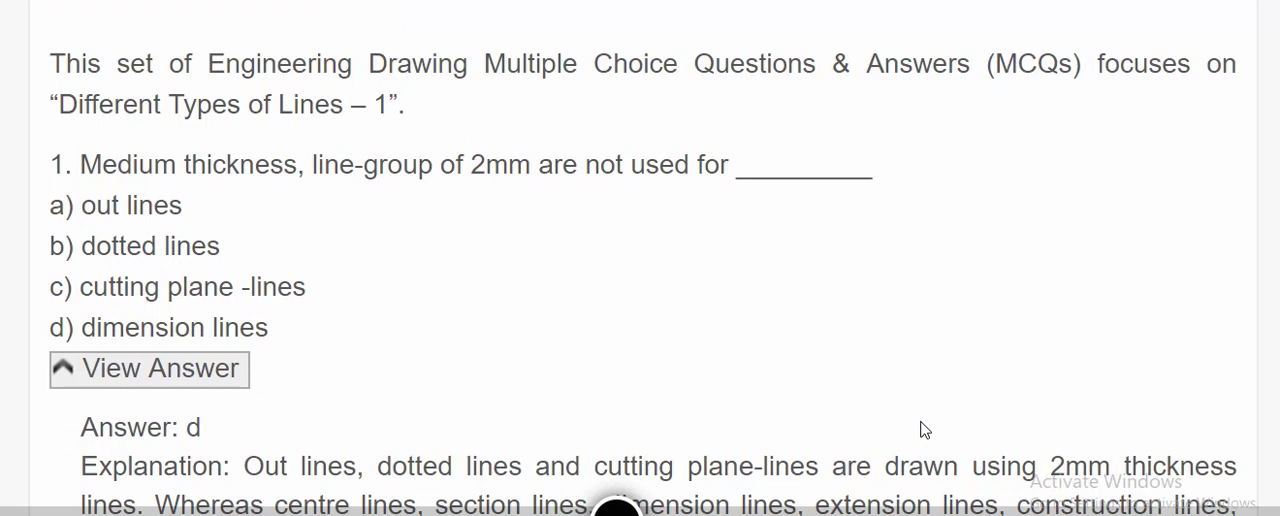 This set of Engineering Drawing Multiple Choice Questions & Answers (MCQs) focuses on
“Different Types of Lines – 1”.
1. Medium thickness, line-group of 2mm are not used for _________
a) out lines
b) dotted lines
c) cutting plane -lines
d) dimension lines
View Answer
Answer: d
Explanation: Out lines, dotted lines and cutting plane-lines are drawn using 2mm thickness
Activate Windows
lines. Whereas centre lines, section lines, dimension lines, extension lines, construction lines,